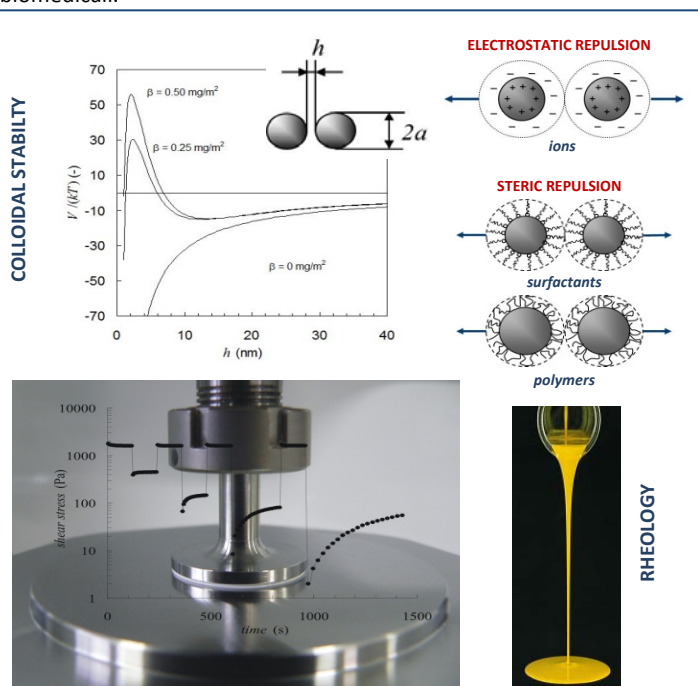 biomedical.
COLLOIDAL STABILTY
h
2a
70
50
30
10
-10
-30
-50
-70
V /(kT) (-)
β = 0.50 mg/m²
β = 0.25 mg/m²
β = 0 mg/m²
0
10
20
30
40
h (nm)
ELECTROSTATIC REPULSION
ions
STERIC REPULSION
surfactants
polymers
10000
1000
100
10
1
shear stress (Pa)
0
500
1000
1500
time (s)
RHEOLOGY